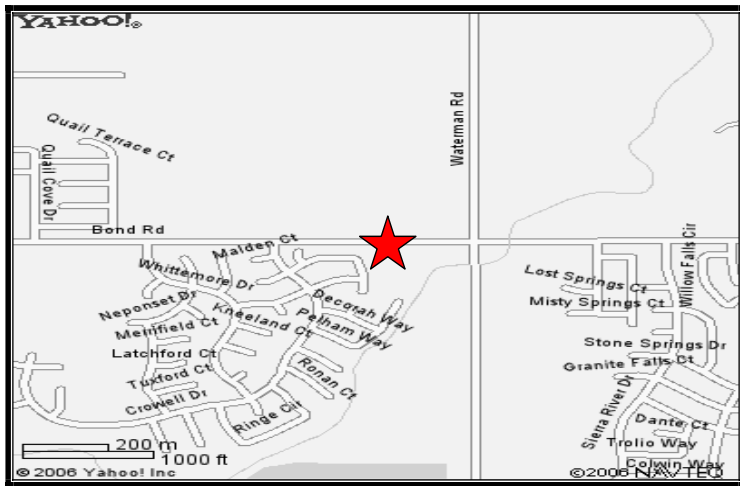 YAHOO!®
Quail Terrace Ct
Waterman Rd
Quail Cove Dr
Bond Rd
Malden Ct
Willow Falls Cir
Whittemore Dr
Lost Springs Ct
Neponset Dr
Decorah Way
Misty Springs Ct
Kneeland Ct
Pelham Way
Merrifield Ct
Stone Springs Dr
Latchford Ct
Granite Falls Ct
Ronan Ct
Tuxford Ct
Crowell Dr
Sierra River Dr
Ringe Cir
Dante Ct
200 m
Trolio Way
1000 ft
Colwin Way
© 2006 Yahoo! Inc
©2006 NAVTEQ